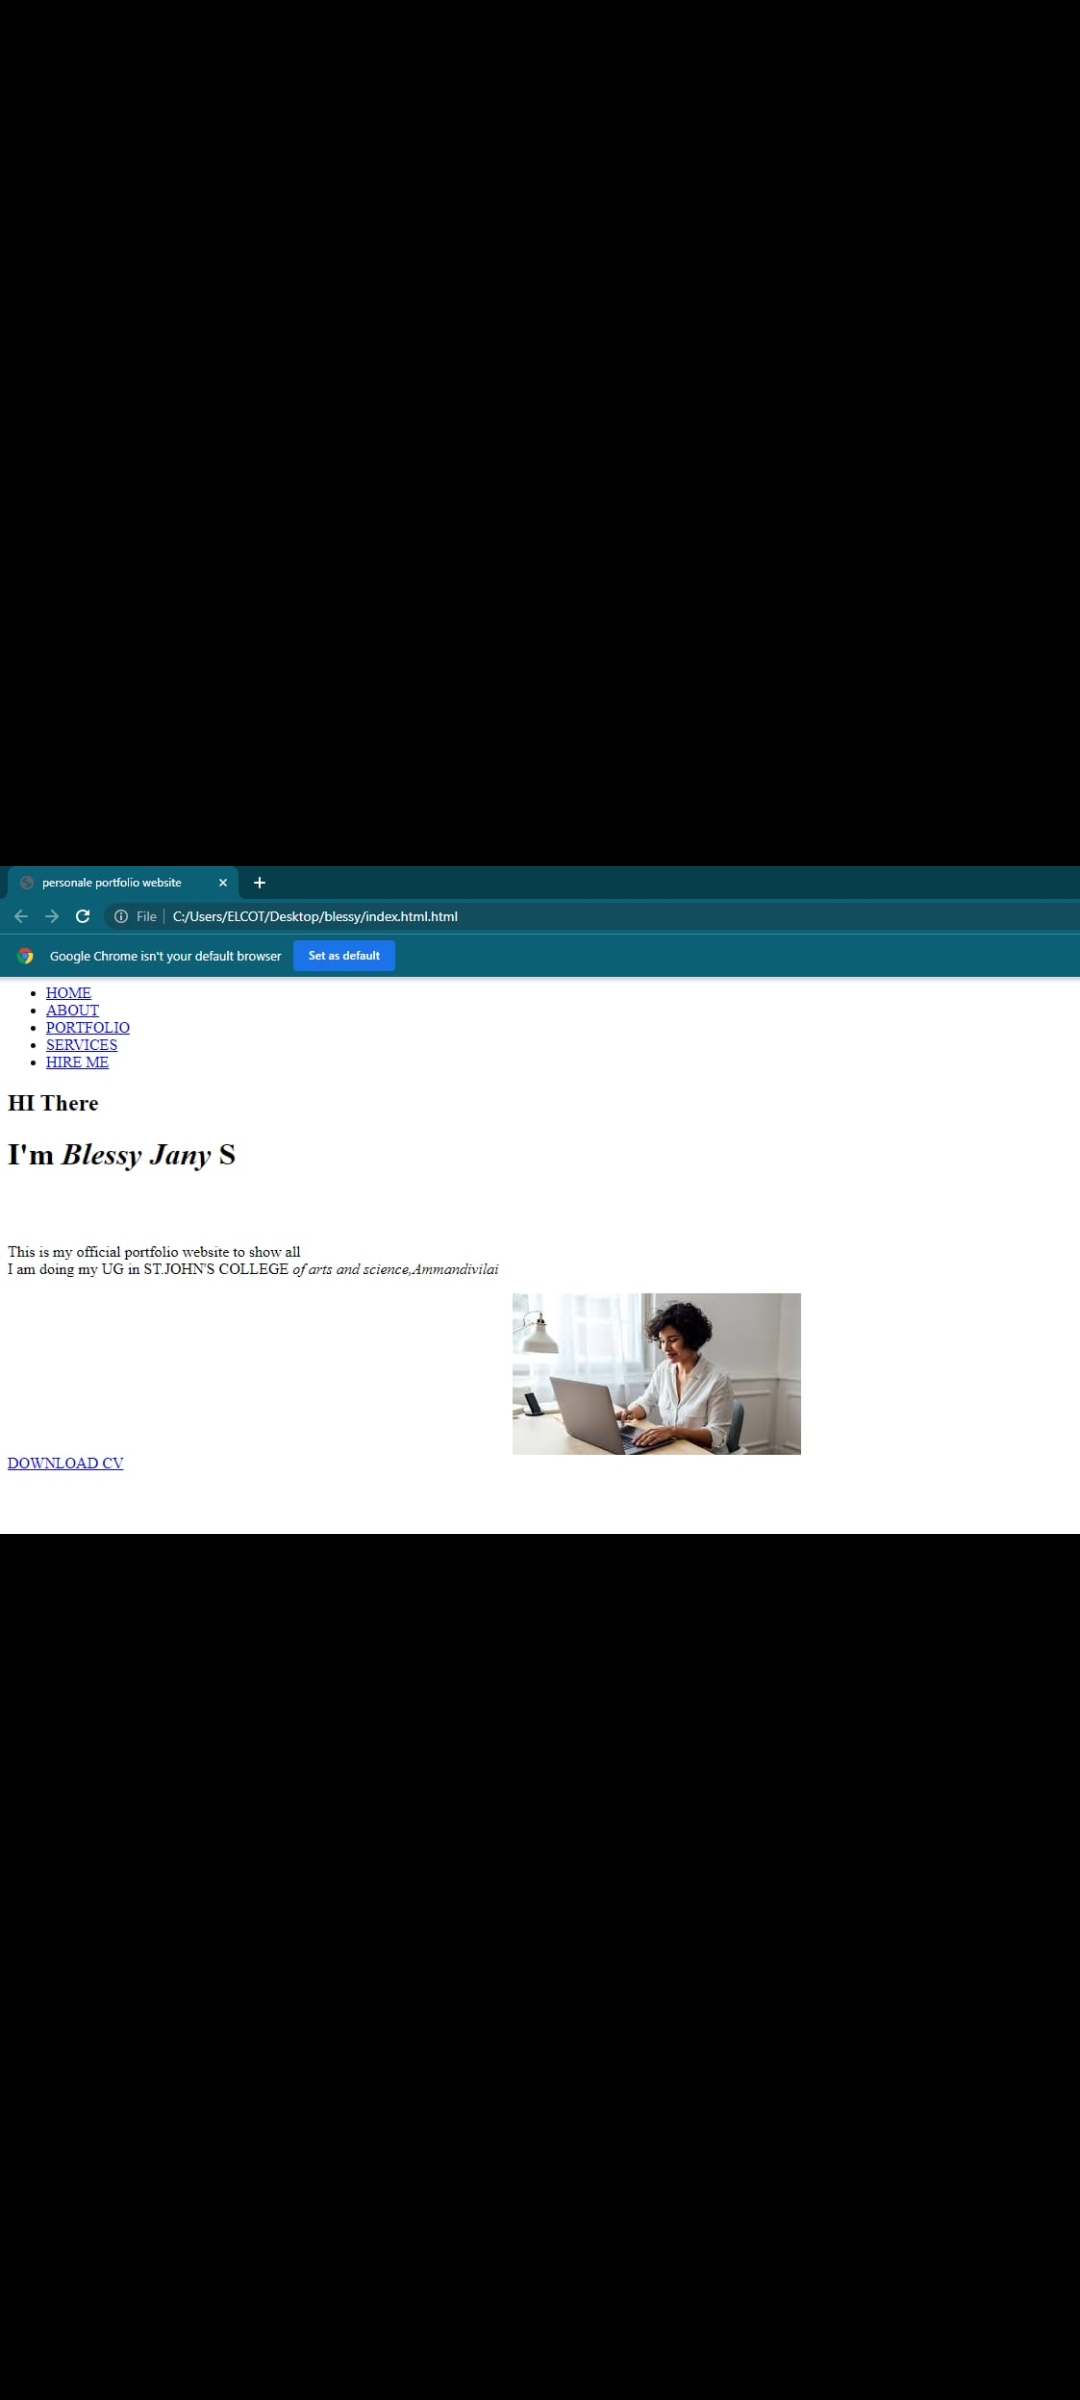 personale portfolio website
File C:/Users/ELCOT/Desktop/blessy/index.html.html
Google Chrome isn't your default browser Set as default
HOME
ABOUT
PORTFOLIO
SERVICES
HIRE ME
HI There
I'm Blessy Jany S
This is my official portfolio website to show all
I am doing my UG in ST.JOHN'S COLLEGE of arts and science,Ammandivilai
DOWNLOAD CV